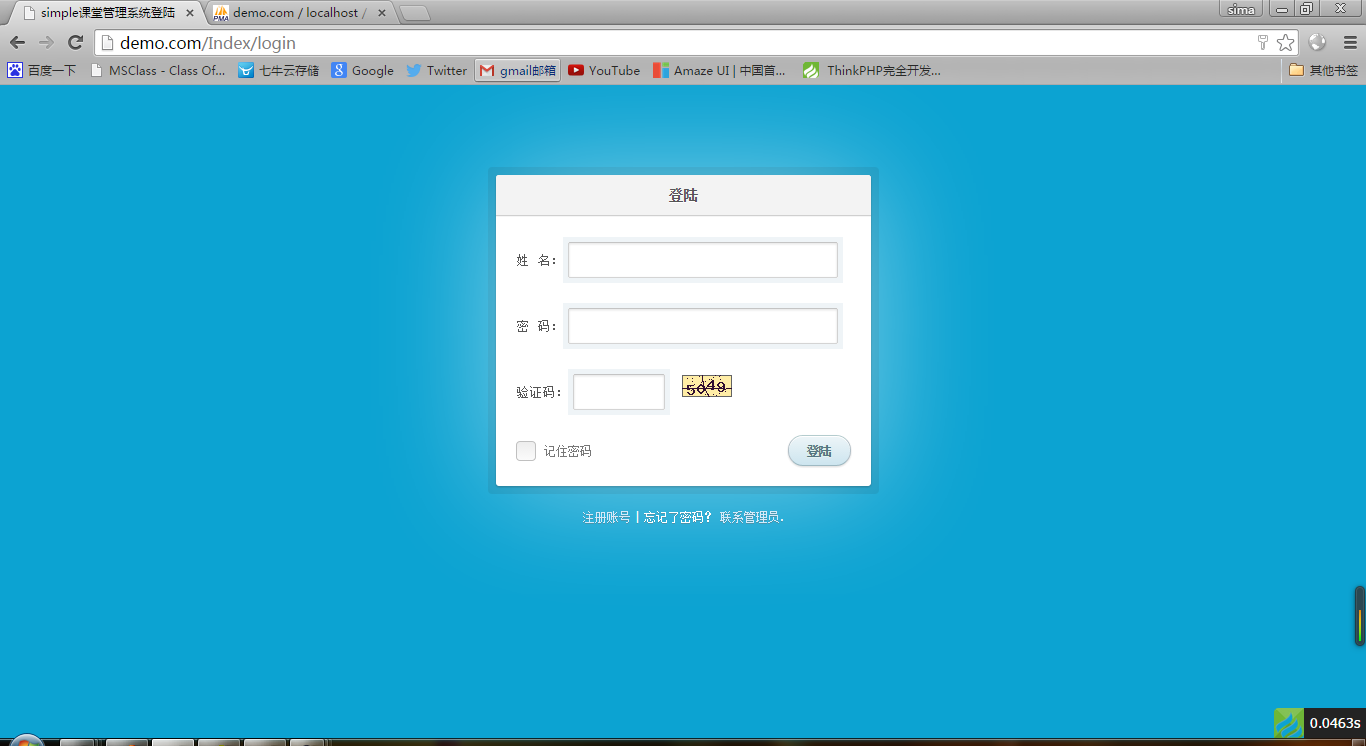 simple课堂管理系统登陆
demo.com / localhost /
sima
demo.com/Index/login
百度一下
MSClass - Class Of...
七牛云存储
Google
Twitter
gmail邮箱
YouTube
Amaze UI | 中国首...
ThinkPHP完全开发...
其他书签
登陆
姓 名：
密 码：
验证码：
5049
记住密码
登陆
注册账号 | 忘记了密码？ 联系管理员.
0.0463s